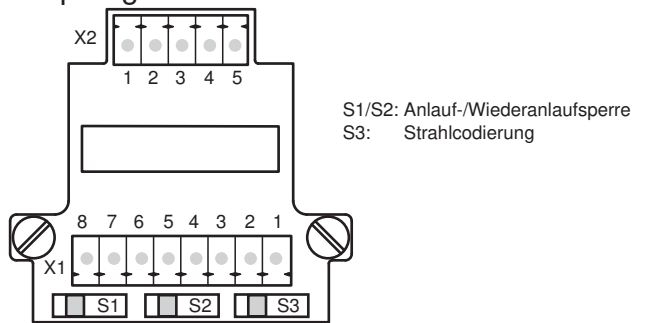 X2
1 2 3 4 5
S1/S2: Anlauf-/Wiederanlaufsperre
S3: Strahlcodierung
8 7 6 5 4 3 2 1
X1
S1 S2 S3